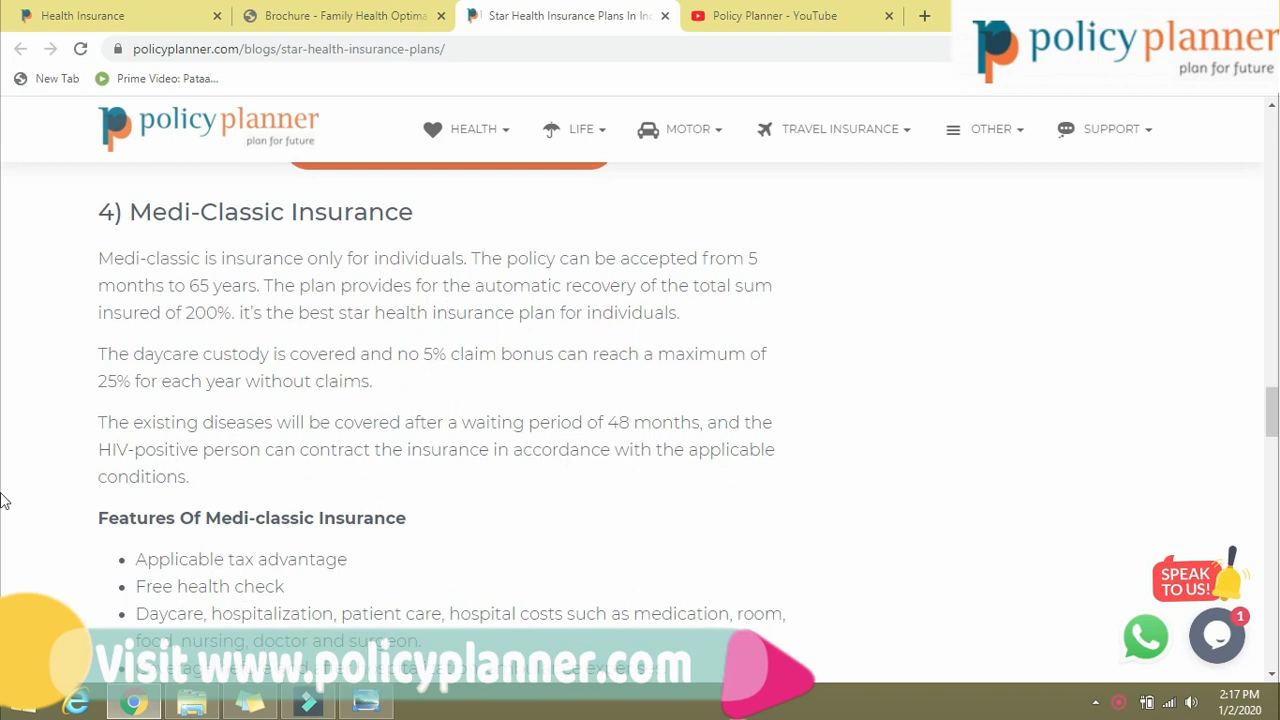 Health Insurance
Brochure - Family Health Optima
Star Health Insurance Plans In Inc
Policy Planner - YouTube
policyplanner.com/blogs/star-health-insurance-plans/
policyplanner
plan for future
New Tab
Prime Video: Pataa...
policyplanner
plan for future
HEALTH
LIFE
MOTOR
TRAVEL INSURANCE
OTHER
SUPPORT
4) Medi-Classic Insurance
Medi-classic is insurance only for individuals. The policy can be accepted from 5
months to 65 years. The plan provides for the automatic recovery of the total sum
insured of 200%. it's the best star health insurance plan for individuals.
The daycare custody is covered and no 5% claim bonus can reach a maximum of
25% for each year without claims.
The existing diseases will be covered after a waiting period of 48 months, and the
HIV-positive person can contract the insurance in accordance with the applicable
conditions.
Features Of Medi-classic Insurance
Applicable tax advantage
Free health check
Daycare, hospitalization, patient care, hospital costs such as medication, room,
food, nursing, doctor and surgeon.
SPEAK
TO US!
1
Visit www.policyplanner.com
2:17 PM
1/2/2020